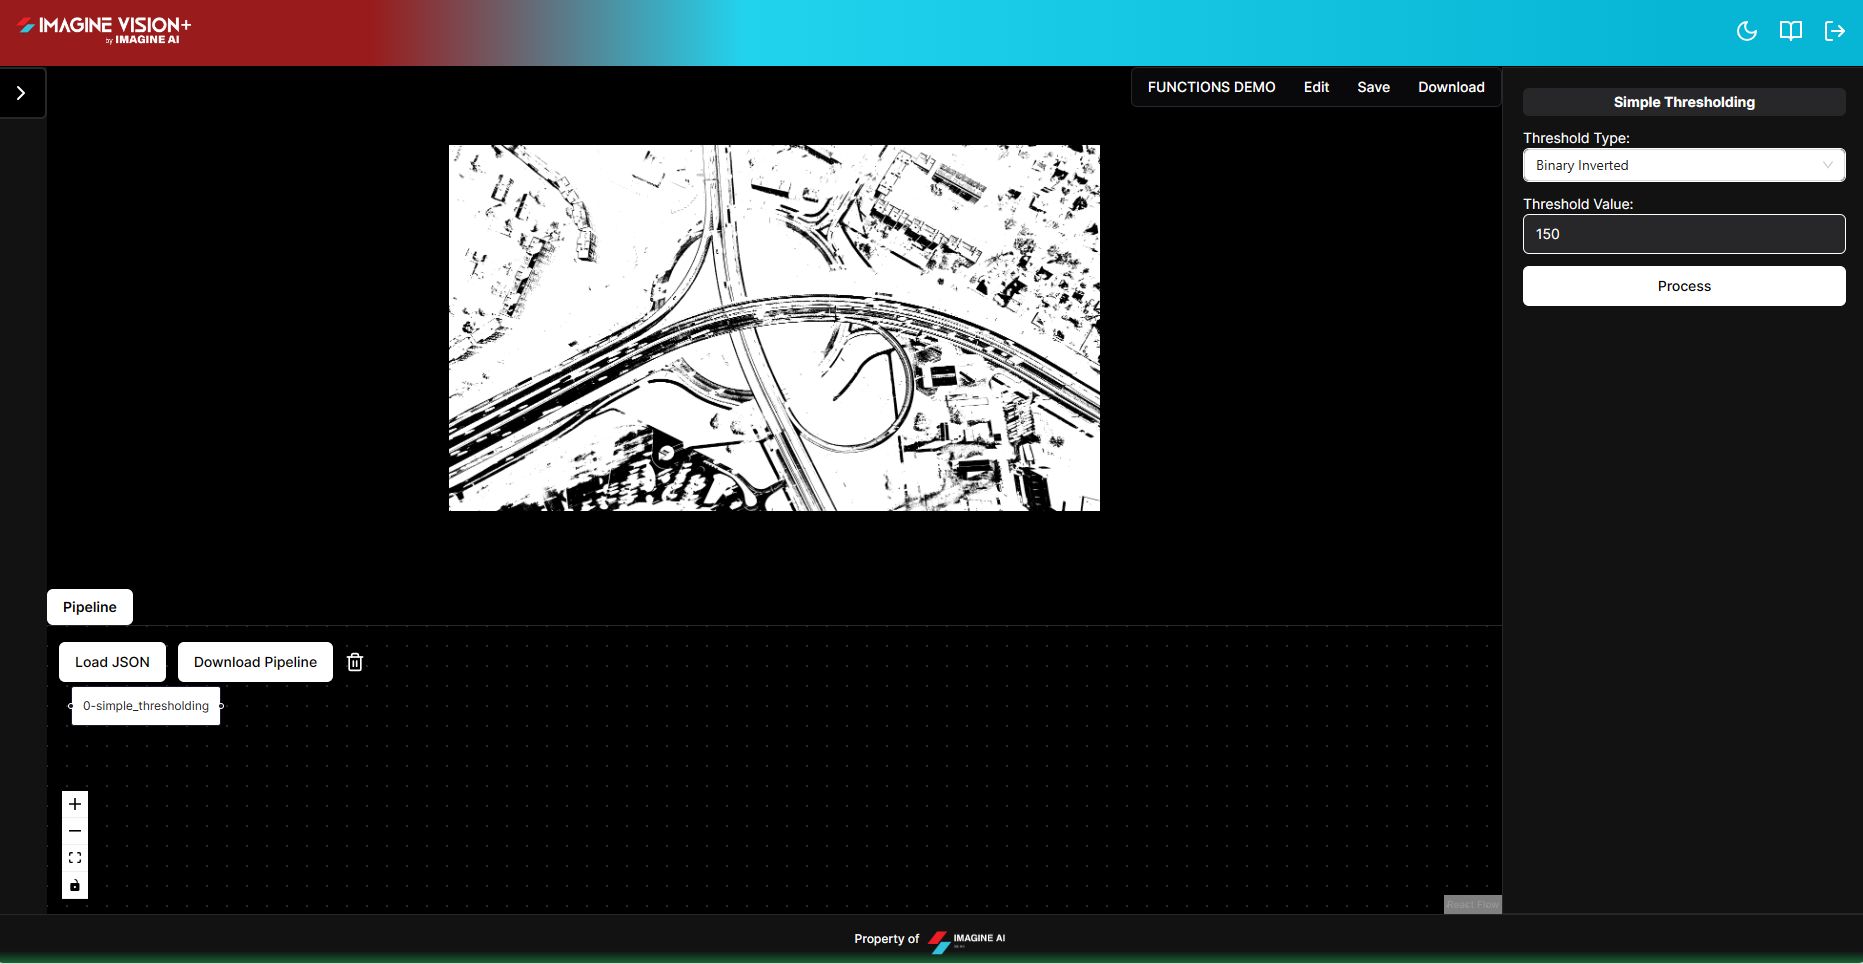 IMAGINE VISION+
by IMAGINE AI
FUNCTIONS DEMO
Edit
Save
Download
Simple Thresholding
Threshold Type:
Binary Inverted
Threshold Value:
150
Process
Pipeline
Load JSON
Download Pipeline
0-simple_thresholding
React Flow
Property of
IMAGINE AI